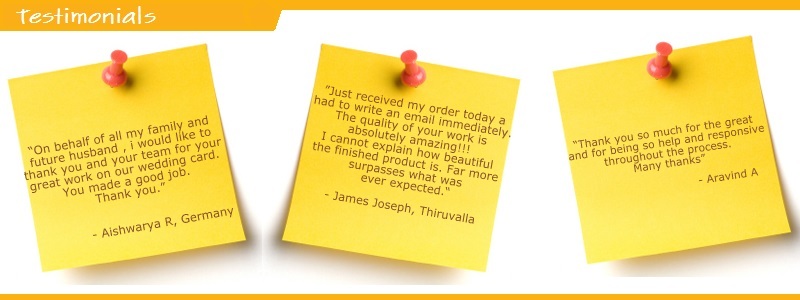 Testimonials
"On behalf of all my family and
future husband , i would like to
thank you and your team for your
great work on our wedding card.
You made a good job.
Thank you."
- Aishwarya R, Germany
"Just received my order today a
had to write an email immediately.
The quality of your work is
absolutely amazing!!!
I cannot explain how beautiful
the finished product is. Far more
surpasses what was
ever expected."
- James Joseph, Thiruvalla
"Thank you so much for the great
and for being so help and responsive
throughout the process.
Many thanks"
- Aravind A